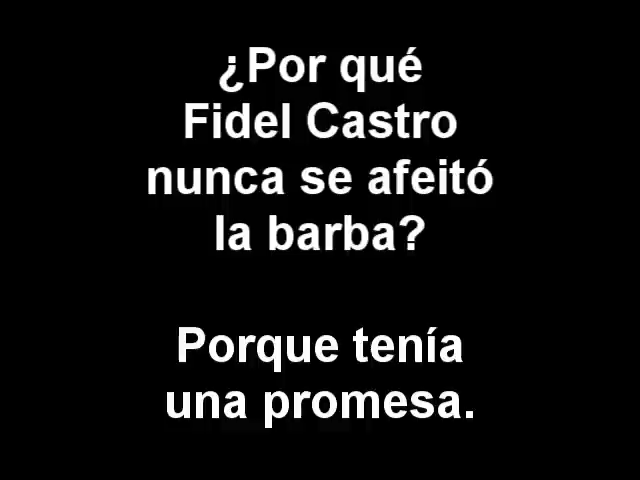 ¿Por qué
Fidel Castro
nunca se afeitó
la barba?
Porque tenía
una promesa.